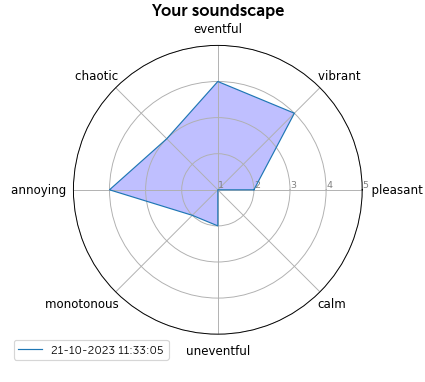 Your soundscape
eventful
chaotic
vibrant
annoying
1
2
3
4
5
pleasant
monotonous
calm
uneventful
21-10-2023 11:33:05